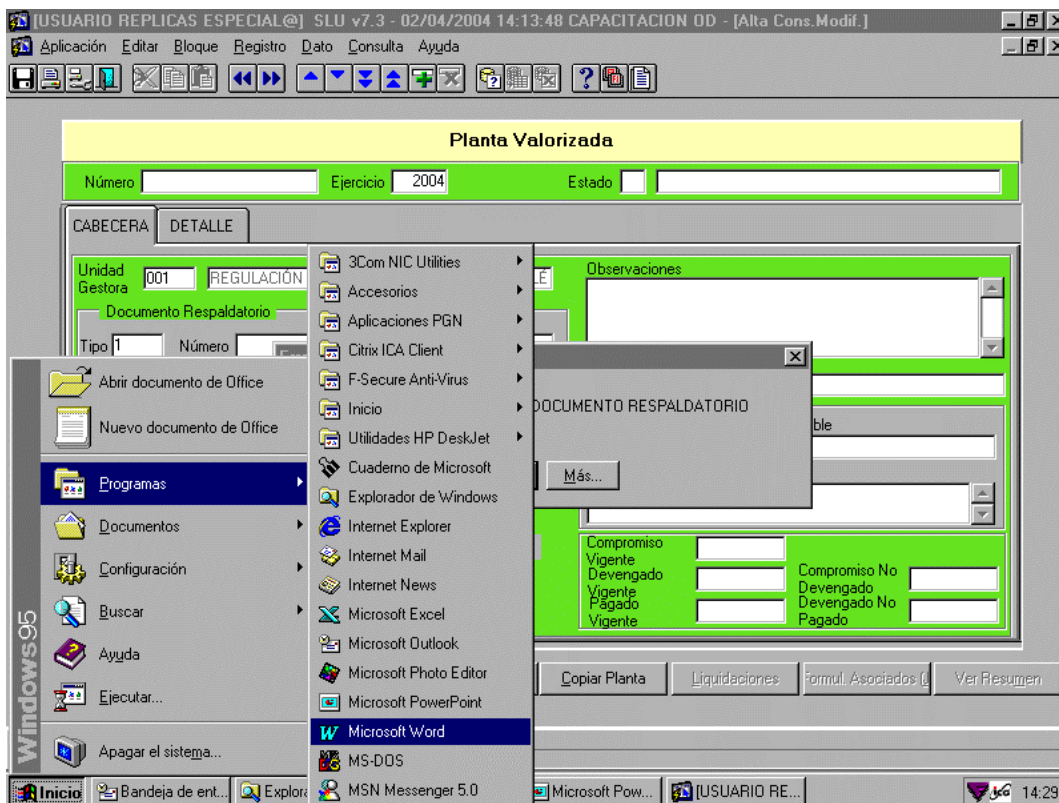 [USUARIO REPLICAS ESPECIAL@] SLU v7.3 - 02/04/2004 14:13:48 CAPACITACION OD - [Alta Cons.Modif.]
Aplicación Editar Bloque Registro Dato Consulta Ayuda
Planta Valorizada
Número Ejercicio 2004 Estado
CABECERA DETALLE
Unidad Gestora 001 REGULACIÓN
Observaciones
Documento Respaldatorio
Tipo 1 Número
DOCUMENTO RESPALDATORIO
Más...
Compromiso Vigente
Devengado Vigente
Pagado Vigente
Compromiso No Devengado
Devengado No Pagado
Copiar Planta Liquidaciones Formul. Asociados Ver Resumen
Windows95
Abrir documento de Office
Nuevo documento de Office
Programas
Documentos
Configuración
Buscar
Ayuda
Ejecutar...
Apagar el sistema...
3Com NIC Utilities
Accesorios
Aplicaciones PGN
Citrix ICA Client
F-Secure Anti-Virus
Inicio
Utilidades HP DeskJet
Cuaderno de Microsoft
Explorador de Windows
Internet Explorer
Internet Mail
Internet News
Microsoft Excel
Microsoft Outlook
Microsoft Photo Editor
Microsoft PowerPoint
Microsoft Word
MS-DOS
MSN Messenger 5.0
Inicio Bandeja de ent... Explora Microsoft Pow... [USUARIO RE... 14:29